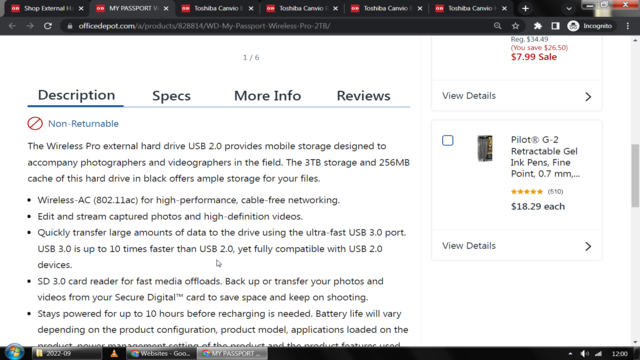 Shop External Ha
MY PASSPORT W
Toshiba Canvio B
Toshiba Canvio B
Toshiba Canvio B
Toshiba Canvio B
officedepot.com/a/products/828814/WD-My-Passport-Wireless-Pro-2TB/
Incognito
1 / 6
Description
Specs
More Info
Reviews
Non-Returnable
The Wireless Pro external hard drive USB 2.0 provides mobile storage designed to
accompany photographers and videographers in the field. The 3TB storage and 256MB
cache of this hard drive in black offers ample storage for your files.
Wireless-AC (802.11ac) for high-performance, cable-free networking.
Edit and stream captured photos and high-definition videos.
Quickly transfer large amounts of data to the drive using the ultra-fast USB 3.0 port.
USB 3.0 is up to 10 times faster than USB 2.0, yet fully compatible with USB 2.0
devices.
SD 3.0 card reader for fast media offloads. Back up or transfer your photos and
videos from your Secure Digital™ card to save space and keep on shooting.
Stays powered for up to 10 hours before recharging is needed. Battery life will vary
depending on the product configuration, product model, applications loaded on the
product, power management setting of the product and the product features used.
Reg. $34.49
(You save $26.50)
$7.99 Sale
View Details
Pilot® G-2
Retractable Gel
Ink Pens, Fine
Point, 0.7 mm,...
(510)
$18.29 each
View Details
2022-09
Websites - Goo...
MY PASSPORT ...
12:00